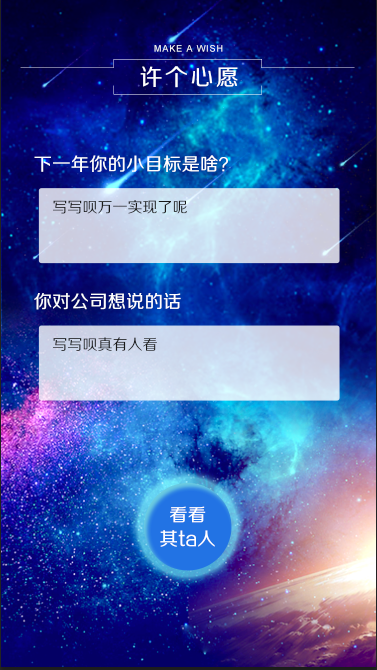 MAKE A WISH
许个心愿
下一年你的小目标是啥?
写写呗万一实现了呢
你对公司想说的话
写写呗真有人看
看看
其ta人